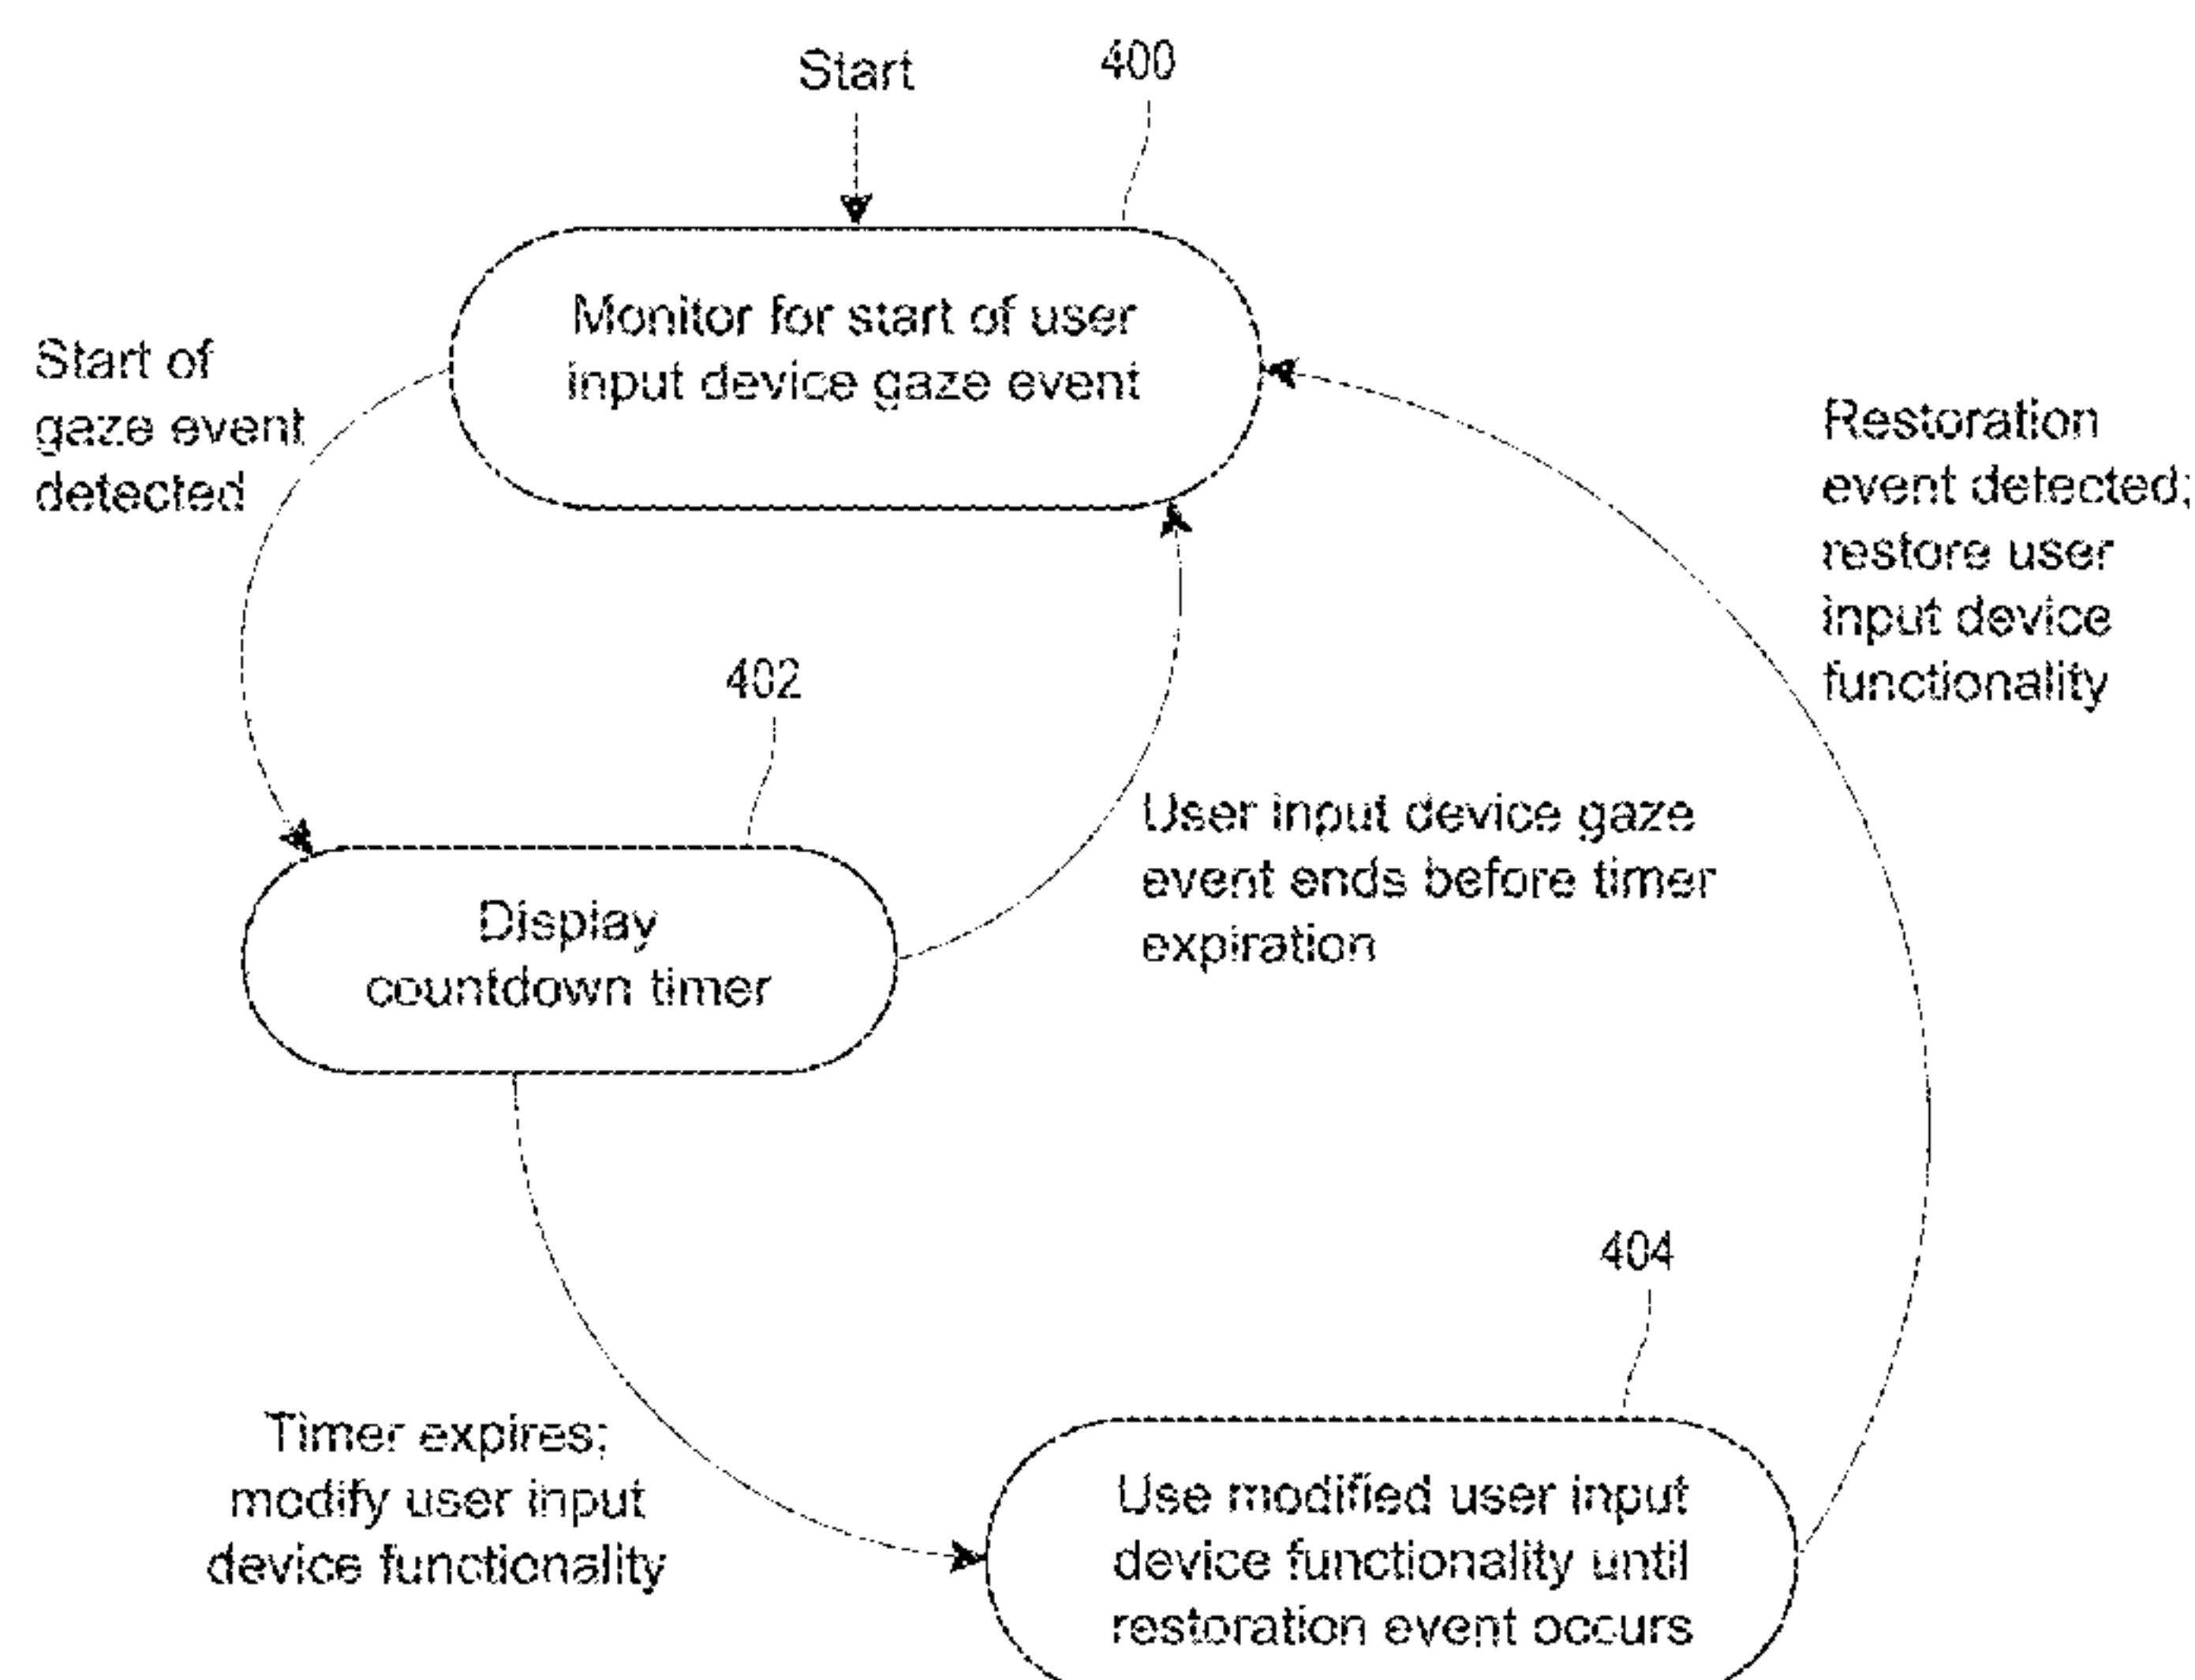 Start
400
Monitor for start of user
input device gaze event
Start of
gaze event
detected
Restoration
event detected;
restore user
input device
functionality
402
Display
countdown timer
User input device gaze
event ends before timer
expiration
404
Timer expires;
modify user input
device functionality
Use modified user input
device functionality until
restoration event occurs